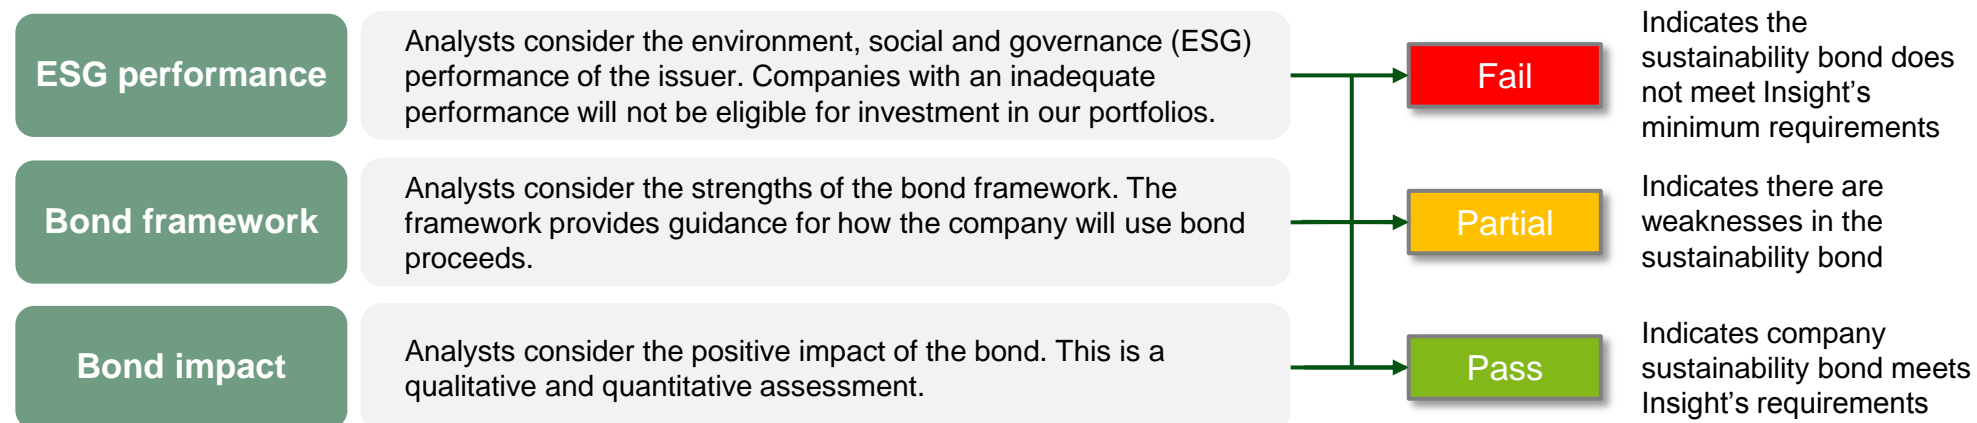 ESG performance
Analysts consider the environment, social and governance (ESG)
performance of the issuer. Companies with an inadequate
performance will not be eligible for investment in our portfolios.
Fail
Indicates the
sustainability bond does
not meet Insight's
minimum requirements
Bond framework
Analysts consider the strengths of the bond framework. The
framework provides guidance for how the company will use bond
proceeds.
Partial
Indicates there are
weaknesses in the
sustainability bond
Bond impact
Analysts consider the positive impact of the bond. This is a
qualitative and quantitative assessment.
Pass
Indicates company
sustainability bond meets
Insight's requirements